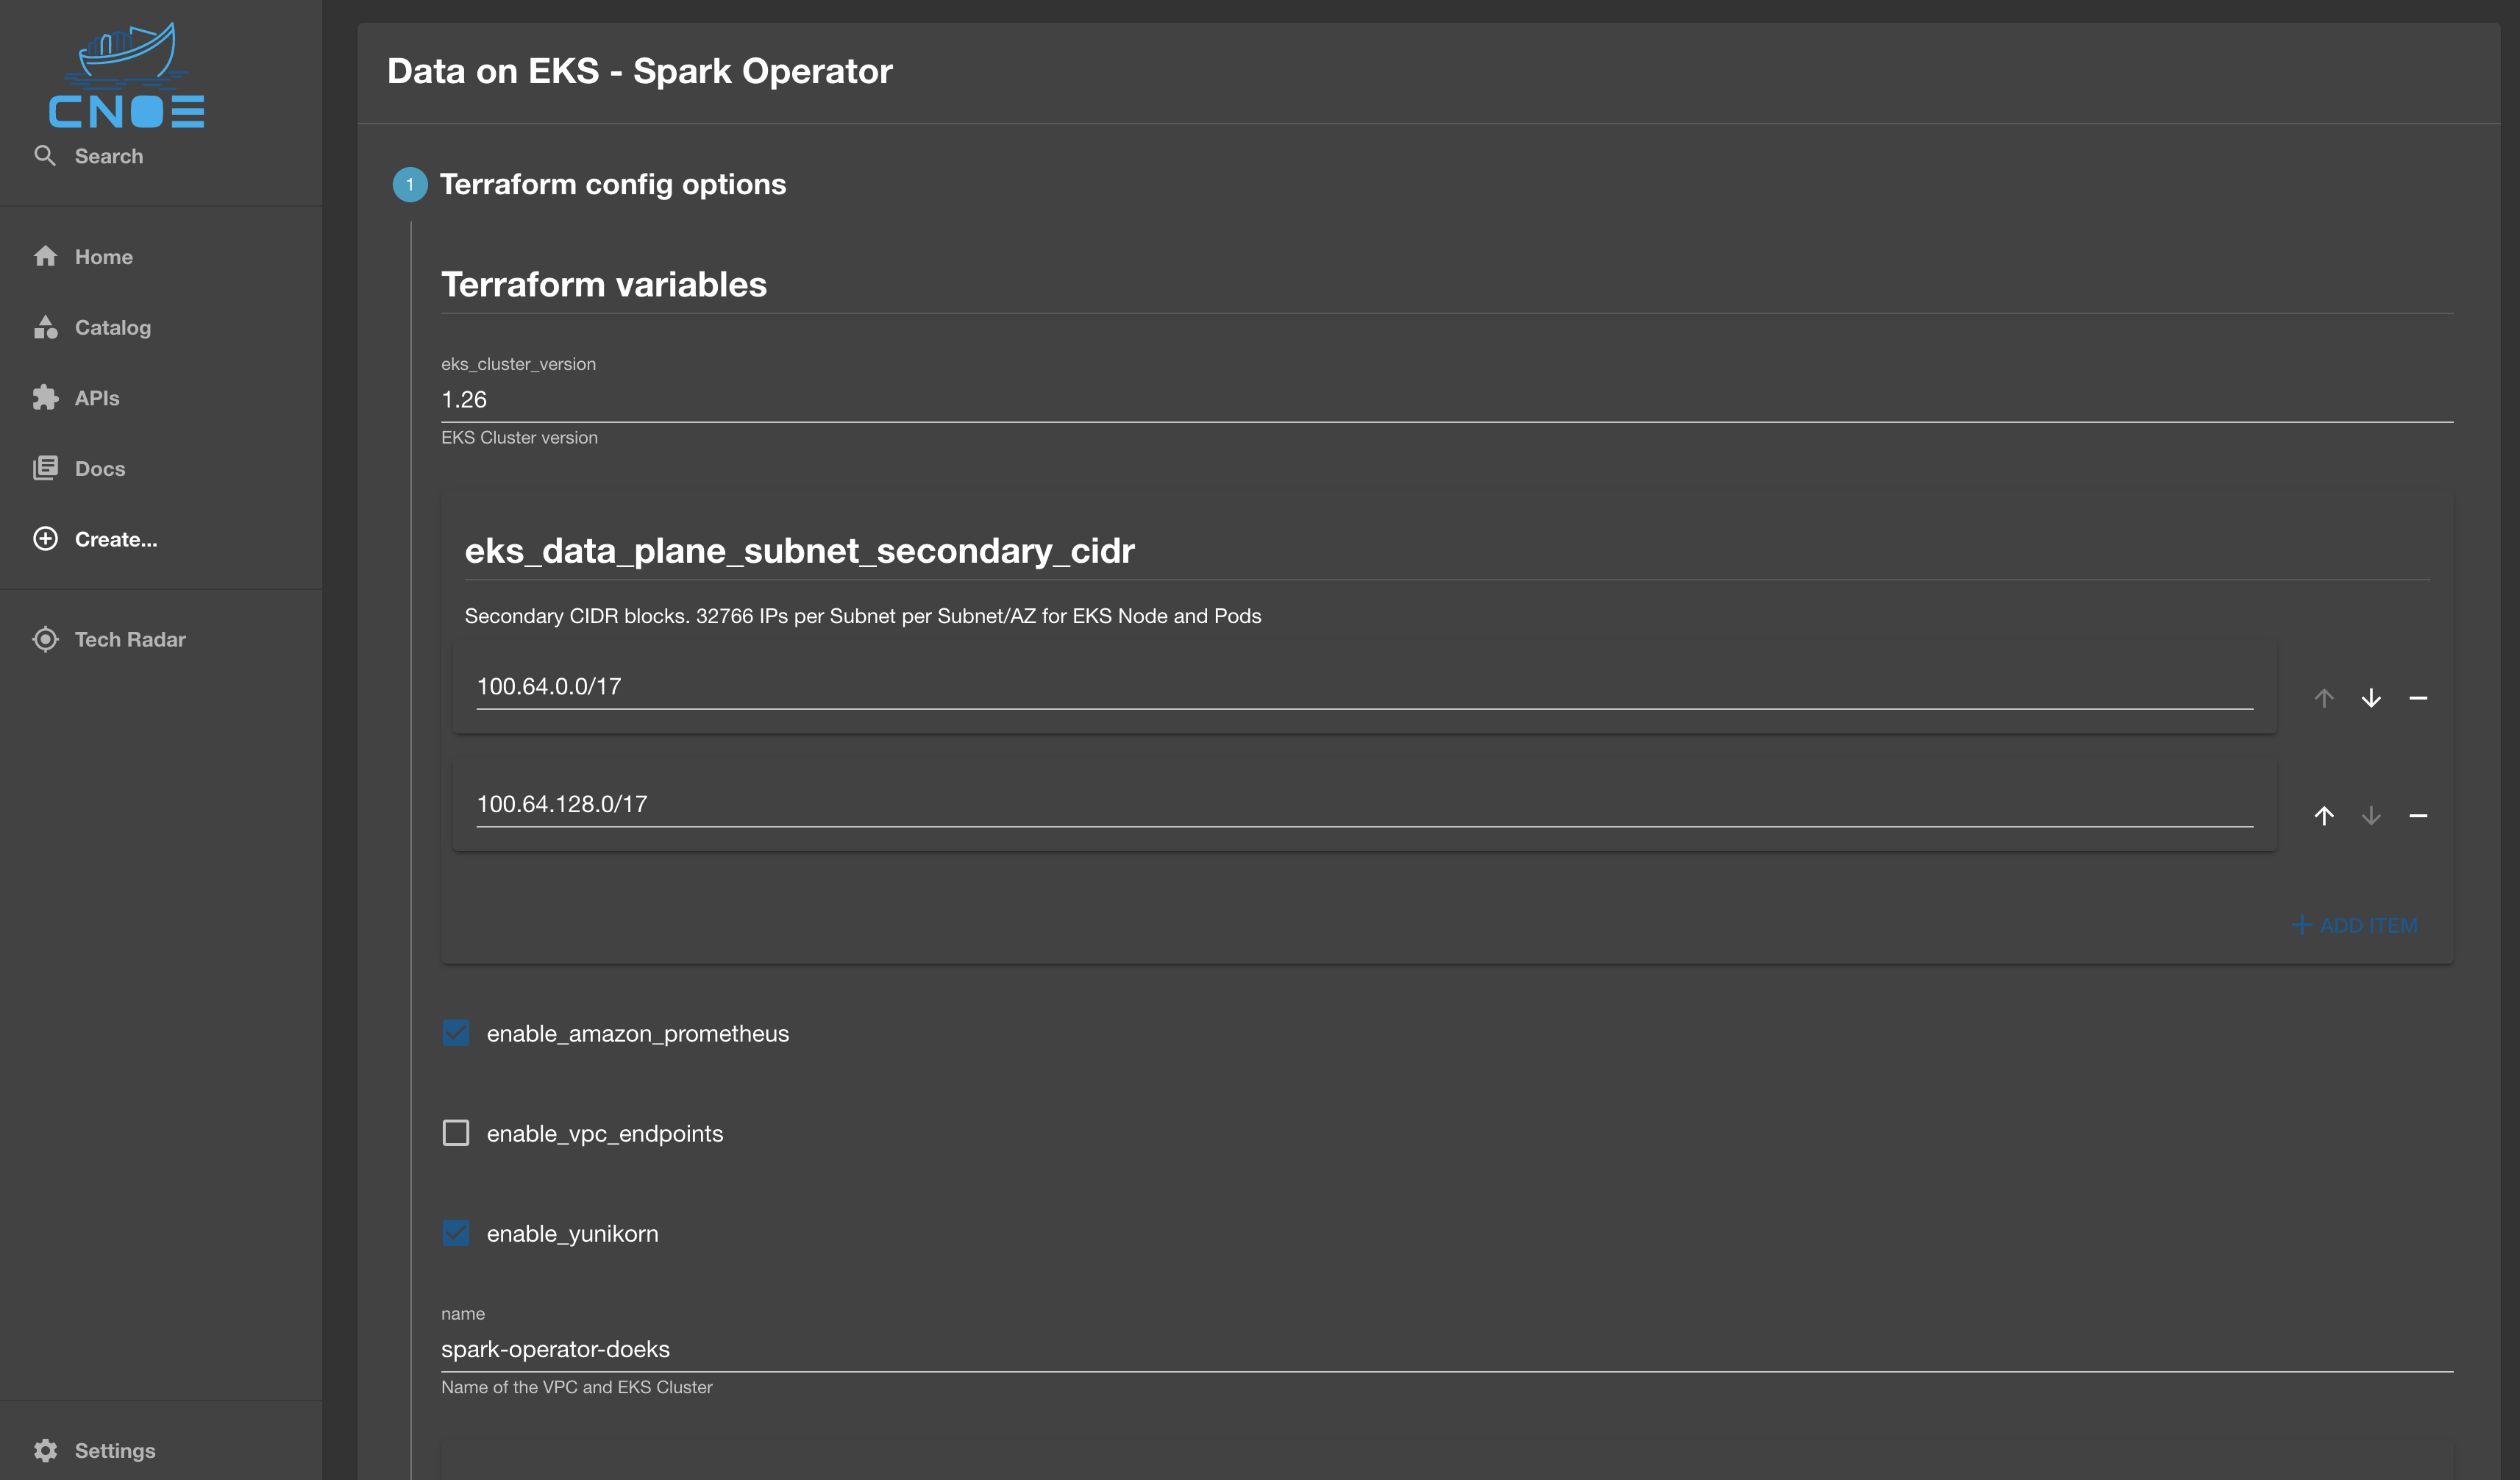 CNOE
Search
Home
Catalog
APIs
Docs
Create...
Tech Radar
Settings
Data on EKS - Spark Operator
1 Terraform config options
Terraform variables
eks_cluster_version
1.26
EKS Cluster version
eks_data_plane_subnet_secondary_cidr
Secondary CIDR blocks. 32766 IPs per Subnet per Subnet/AZ for EKS Node and Pods
100.64.0.0/17
100.64.128.0/17
ADD ITEM
enable_amazon_prometheus
enable_vpc_endpoints
enable_yunikorn
name
spark-operator-doeks
Name of the VPC and EKS Cluster